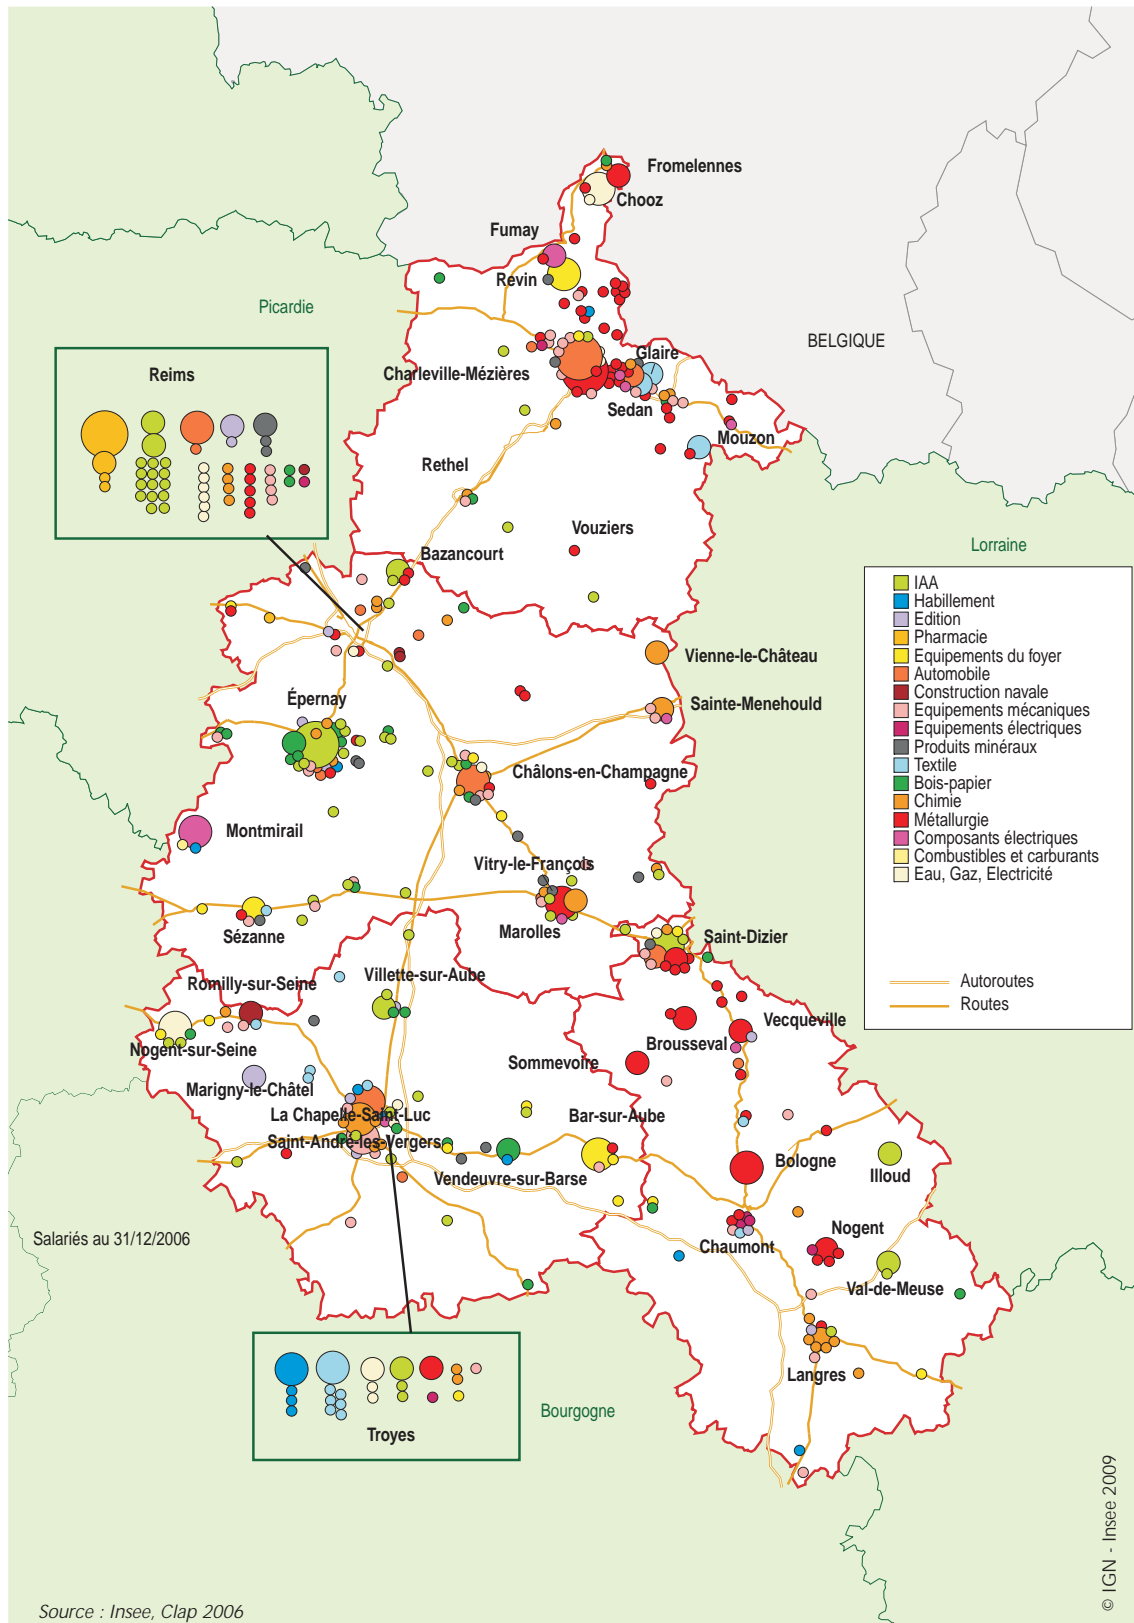 Fromelennes
Chooz
Fumay
Revin
Picardie
BELGIQUE
Glaire
Charleville-Mézières
Sedan
Reims
Mouzon
Rethel
Vouziers
Lorraine
Bazancourt
IAA
Habillement
Edition
Pharmacie
Equipements du foyer
Automobile
Construction navale
Equipements mécaniques
Equipements électriques
Produits minéraux
Textile
Bois-papier
Chimie
Métallurgie
Composants électriques
Combustibles et carburants
Eau, Gaz, Electricité
Autoroutes
Routes
Vienne-le-Château
Sainte-Menehould
Épernay
Châlons-en-Champagne
Montmirail
Vitry-le-François
Marolles
Sézanne
Saint-Dizier
Romilly-sur-Seine
Villette-sur-Aube
Vecqueville
Brousseval
Nogent-sur-Seine
Sommevoire
Marigny-le-Châtel
La Chapelle-Saint-Luc
Bar-sur-Aube
Saint-André-les-Vergers
Bologne
Illoud
Vendeuvre-sur-Barse
Nogent
Salariés au 31/12/2006
Chaumont
Val-de-Meuse
Langres
Bourgogne
Troyes
© IGN - Insee 2009
Source : Insee, Clap 2006